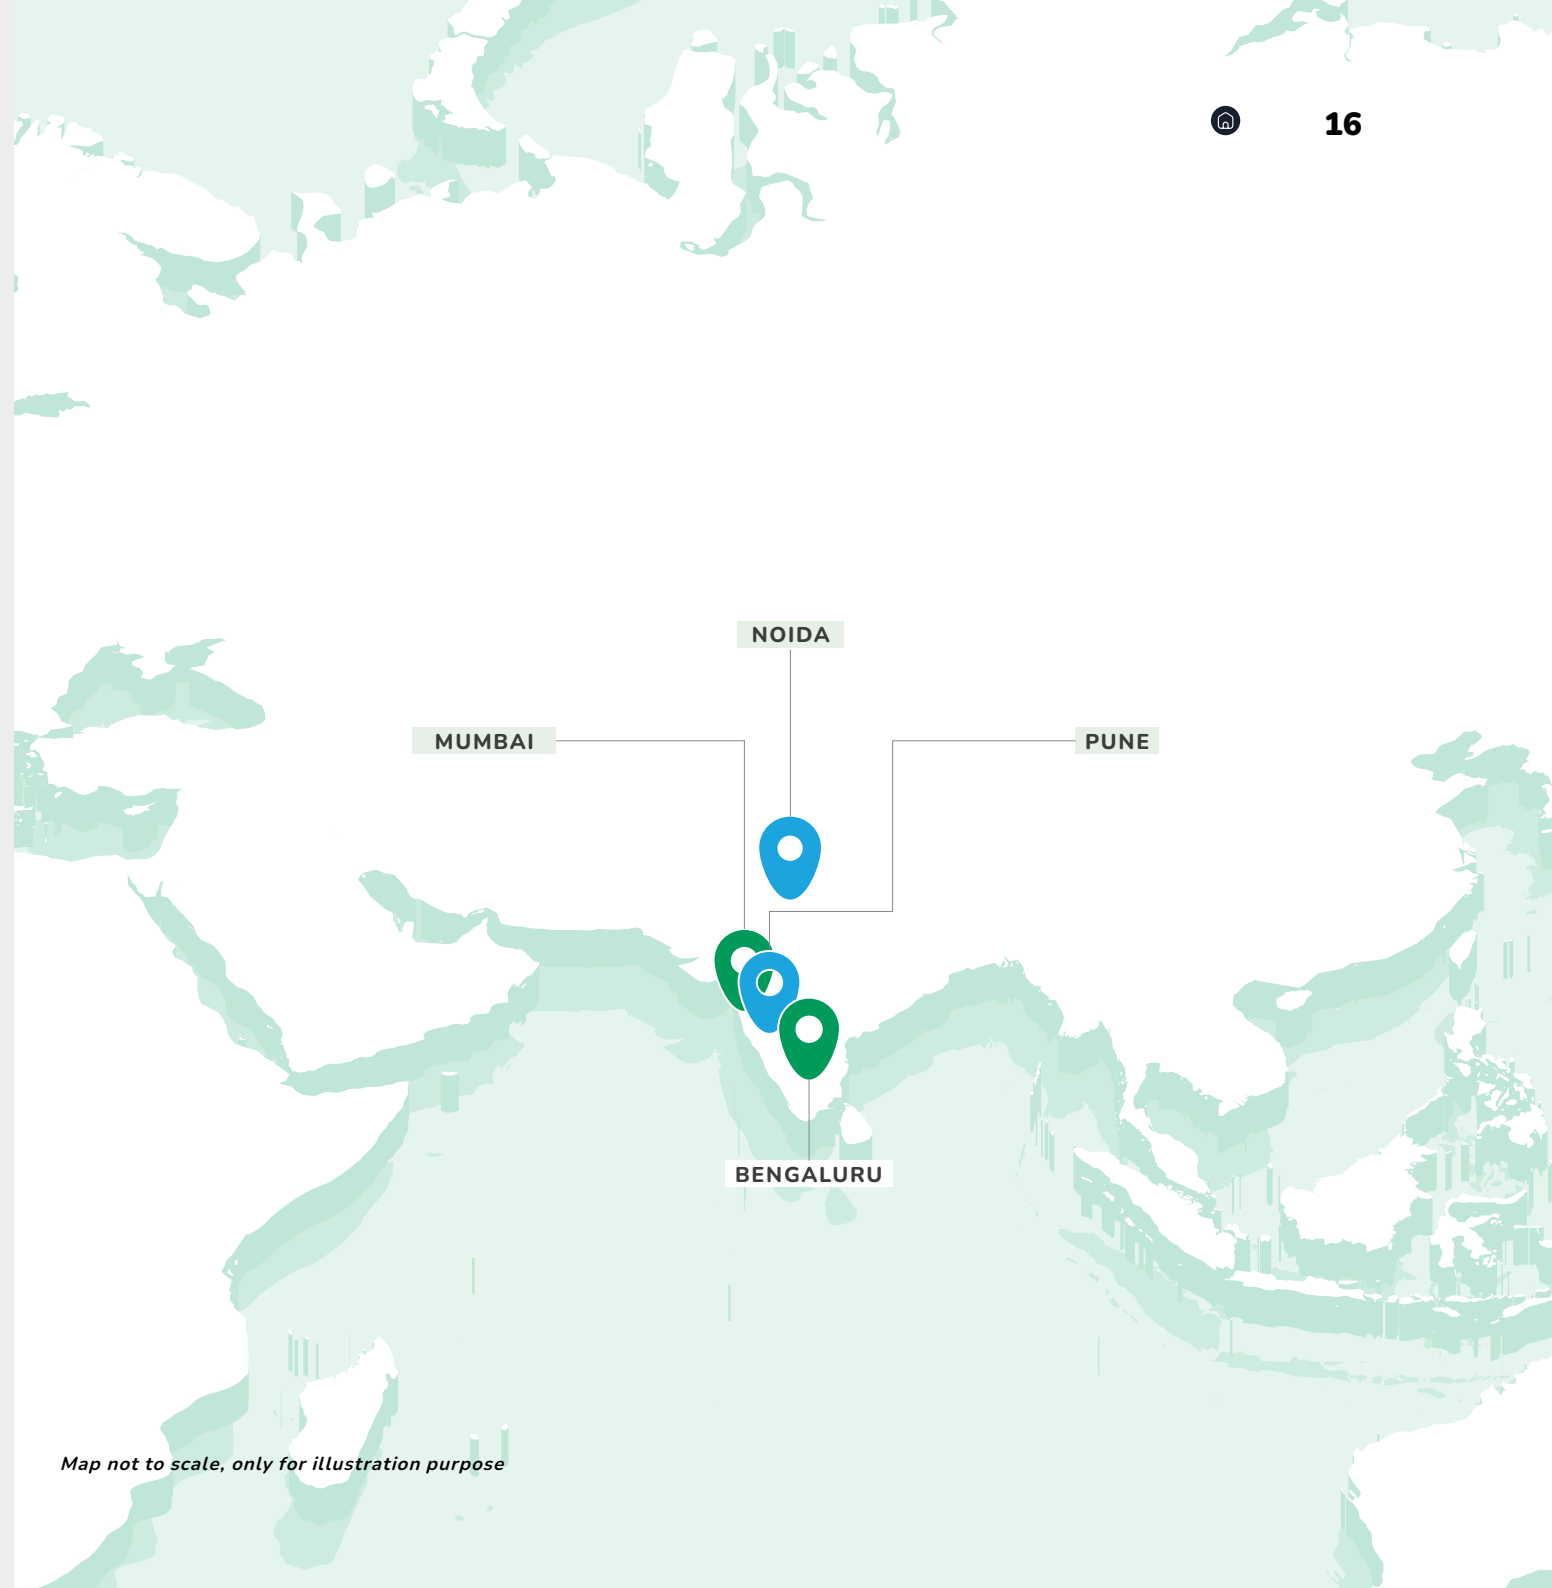 16
NOIDA
MUMBAI
PUNE
BENGALURU
Map not to scale, only for illustration purpose